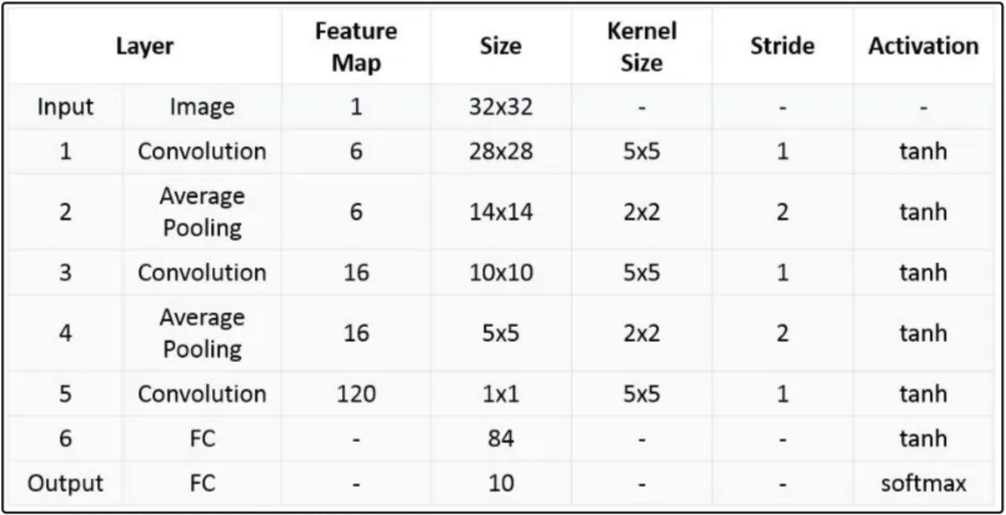 Layer Feature Map Size Kernel Size Stride Activation
Input Image 1 32x32 - - -
1 Convolution 6 28x28 5x5 1 tanh
2 Average Pooling 6 14x14 2x2 2 tanh
3 Convolution 16 10x10 5x5 1 tanh
4 Average Pooling 16 5x5 2x2 2 tanh
5 Convolution 120 1x1 5x5 1 tanh
6 FC - 84 - - tanh
Output FC - 10 - - softmax